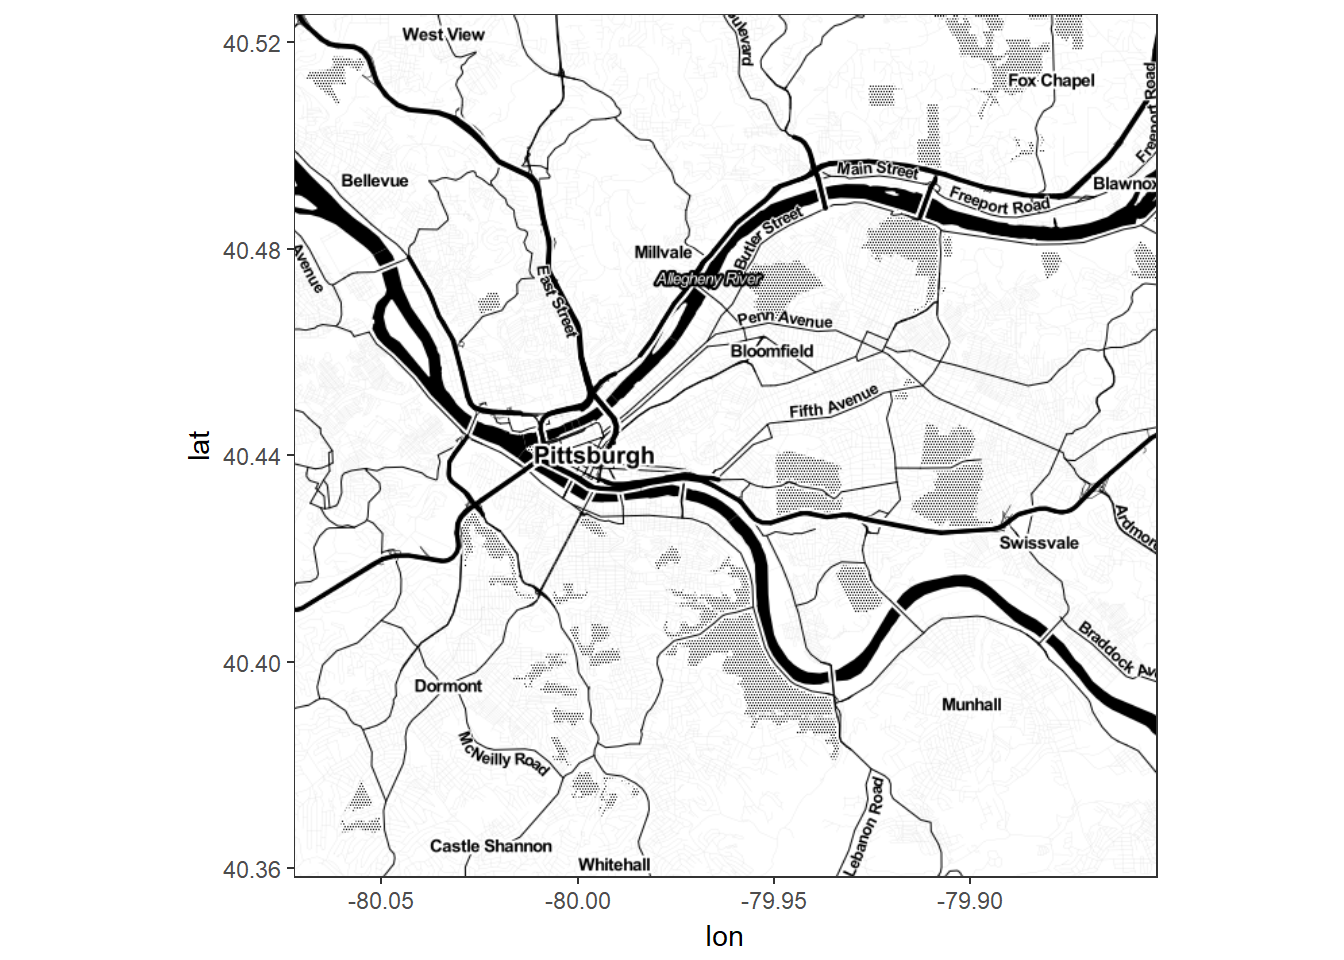 40.52
40.48
40.44
40.40
40.36
lat
West View
Fox Chapel
Freeport Road
Main Street
Bellevue
Freeport Road
Blawnox
Butler Street
Avenue
Millvale
Allegheny River
East Street
Penn Avenue
Bloomfield
Fifth Avenue
Pittsburgh
Swissvale
Braddock
Dormont
Munhall
McNeilly Road
Lebanon Road
Castle Shannon
Whitehall
-80.05
-80.00
-79.95
-79.90
lon